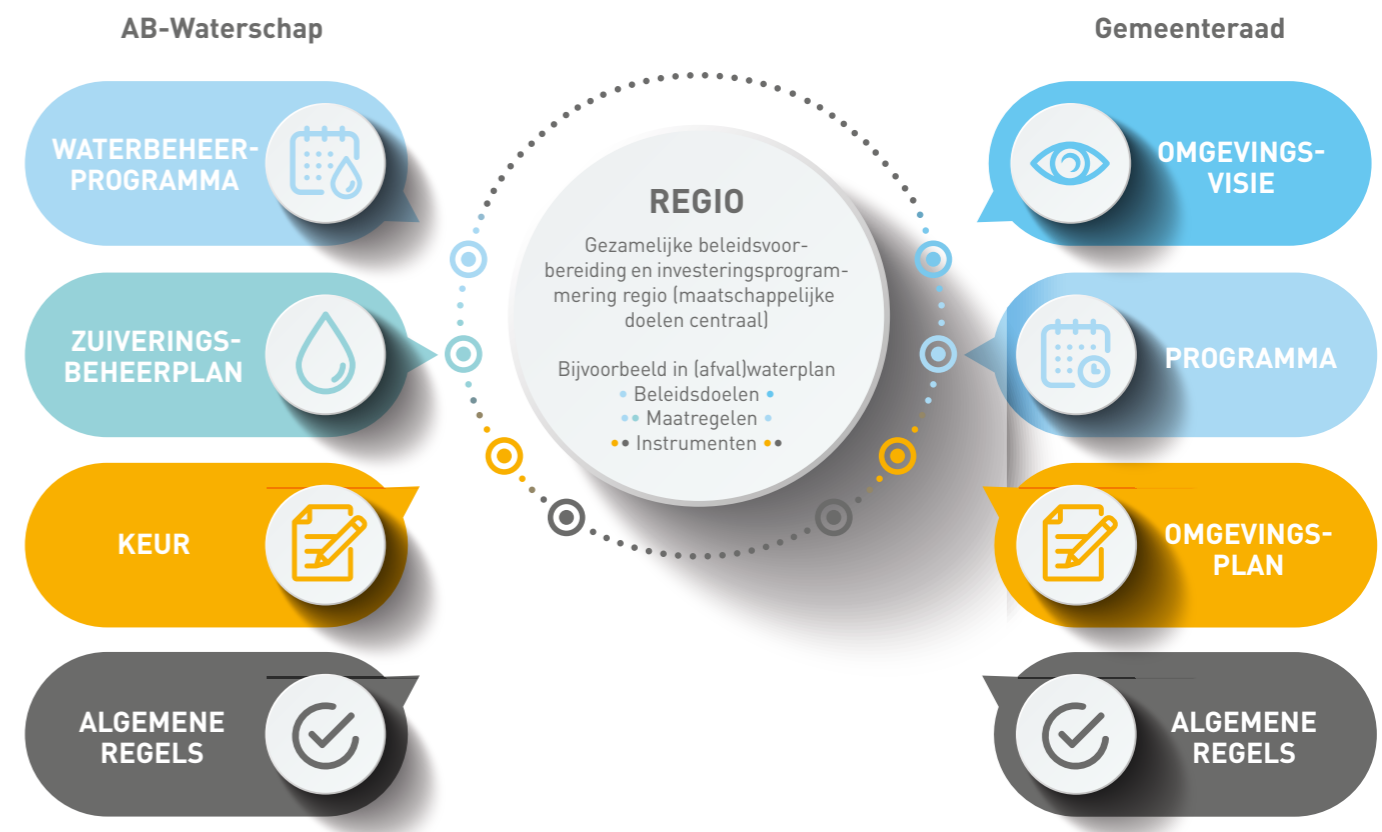 AB-Waterschap
WATERBEHEER-
PROGRAMMA
ZUIVERINGS-
BEHEERPLAN
KEUR
ALGEMENE
REGELS
REGIO
Gezamelijke beleidsvoor-
bereiding en investeringsprogram-
mering regio (maatschappelijke
doelen centraal)
Bijvoorbeeld in (afval)waterplan
• Beleidsdoelen •
•• Maatregelen •
•• Instrumenten ••
Gemeenteraad
OMGEVINGS-
VISIE
PROGRAMMA
OMGEVINGS-
PLAN
ALGEMENE
REGELS